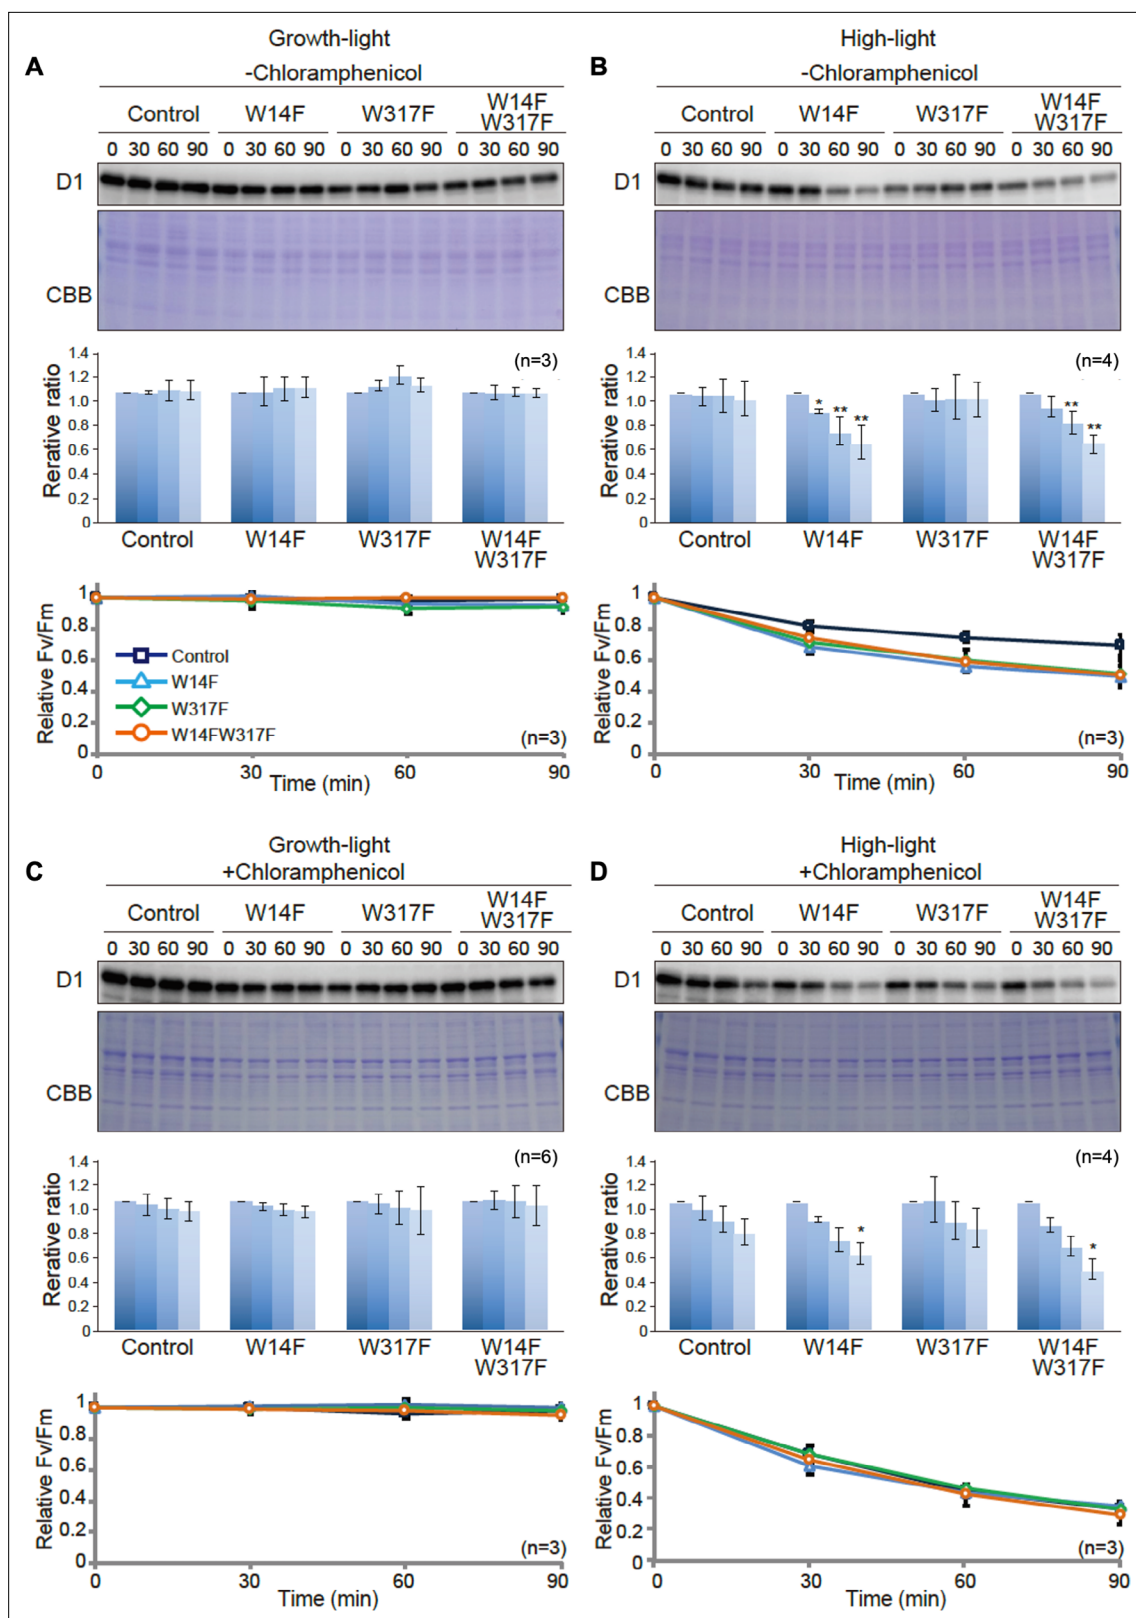 A
Growth-light
-Chloramphenicol
Control W14F W317F W14F W317F
0 30 60 90 0 30 60 90 0 30 60 90 0 30 60 90
D1
CBB
(n=3)
Rerative ratio
1.4
1.2
1.0
0.8
0.6
0.4
0.2
0
Control W14F W317F W14F W317F
Relative Fv/Fm
1
0.8
0.6
0.4
0.2
0
Control
W14F
W317F
W14FW317F
(n=3)
0 30 60 90
Time (min)
B
High-light
-Chloramphenicol
Control W14F W317F W14F W317F
0 30 60 90 0 30 60 90 0 30 60 90 0 30 60 90
D1
CBB
(n=4)
Rerative ratio
1.4
1.2
1.0
0.8
0.6
0.4
0.2
0
* ** ** ** **
Control W14F W317F W14F W317F
Relative Fv/Fm
1
0.8
0.6
0.4
0.2
0
(n=3)
0 30 60 90
Time (min)
C
Growth-light
+Chloramphenicol
Control W14F W317F W14F W317F
0 30 60 90 0 30 60 90 0 30 60 90 0 30 60 90
D1
CBB
(n=6)
Rerative ratio
1.4
1.2
1.0
0.8
0.6
0.4
0.2
0
Control W14F W317F W14F W317F
Relative Fv/Fm
1
0.8
0.6
0.4
0.2
0
(n=3)
0 30 60 90
Time (min)
D
High-light
+Chloramphenicol
Control W14F W317F W14F W317F
0 30 60 90 0 30 60 90 0 30 60 90 0 30 60 90
D1
CBB
(n=4)
Rerative ratio
1.4
1.2
1.0
0.8
0.6
0.4
0.2
0
* *
Control W14F W317F W14F W317F
Relative Fv/Fm
1
0.8
0.6
0.4
0.2
0
(n=3)
0 30 60 90
Time (min)